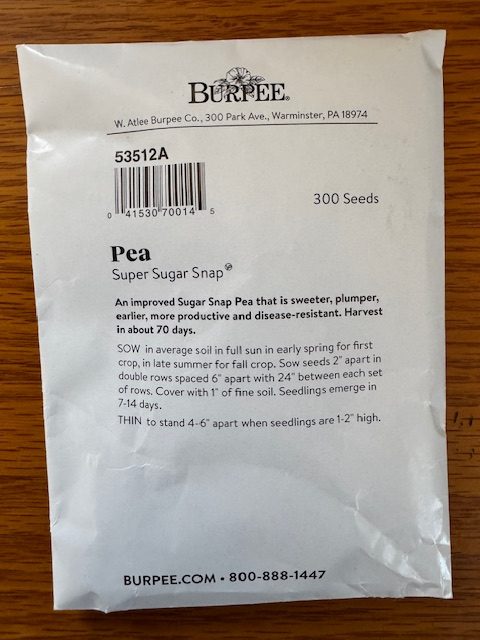 BURPEE®
W. Atlee Burpee Co., 300 Park Ave., Warminster, PA 18974
53512A
0 41530 70014 5
300 Seeds
Pea
Super Sugar Snap
An improved Sugar Snap Pea that is sweeter, plumper,
earlier, more productive and disease-resistant. Harvest
in about 70 days.
SOW in average soil in full sun in early spring for first
crop, in late summer for fall crop. Sow seeds 2" apart in
double rows spaced 6" apart with 24" between each set
of rows. Cover with 1" of fine soil. Seedlings emerge in
7-14 days.
THIN to stand 4-6" apart when seedlings are 1-2" high.
BURPEE.COM • 800-888-1447